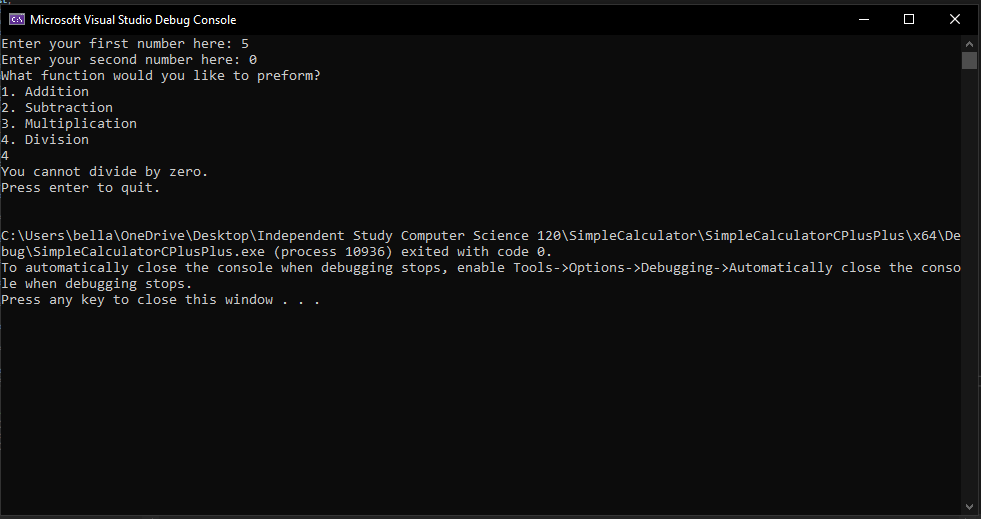 Microsoft Visual Studio Debug Console
Enter your first number here: 5
Enter your second number here: 0
What function would you like to preform?
1. Addition
2. Subtraction
3. Multiplication
4. Division
4
You cannot divide by zero.
Press enter to quit.
C:\Users\bella\OneDrive\Desktop\Independent Study Computer Science 120\SimpleCalculator\SimpleCalculatorCPlusPlus\x64\De
bug\SimpleCalculatorCPlusPlus.exe (process 10936) exited with code 0.
To automatically close the console when debugging stops, enable Tools->Options->Debugging->Automatically close the conso
le when debugging stops.
Press any key to close this window . . .